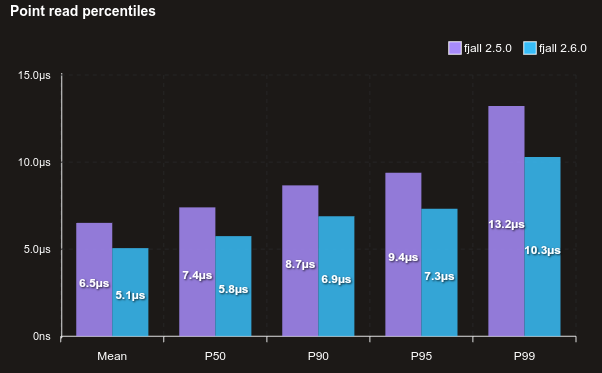 Point read percentiles
fjall 2.5.0 fjall 2.6.0
15.0µs
10.0µs
5.0µs
0ns
6.5µs 5.1µs 7.4µs 5.8µs 8.7µs 6.9µs 9.4µs 7.3µs 13.2µs 10.3µs
Mean P50 P90 P95 P99